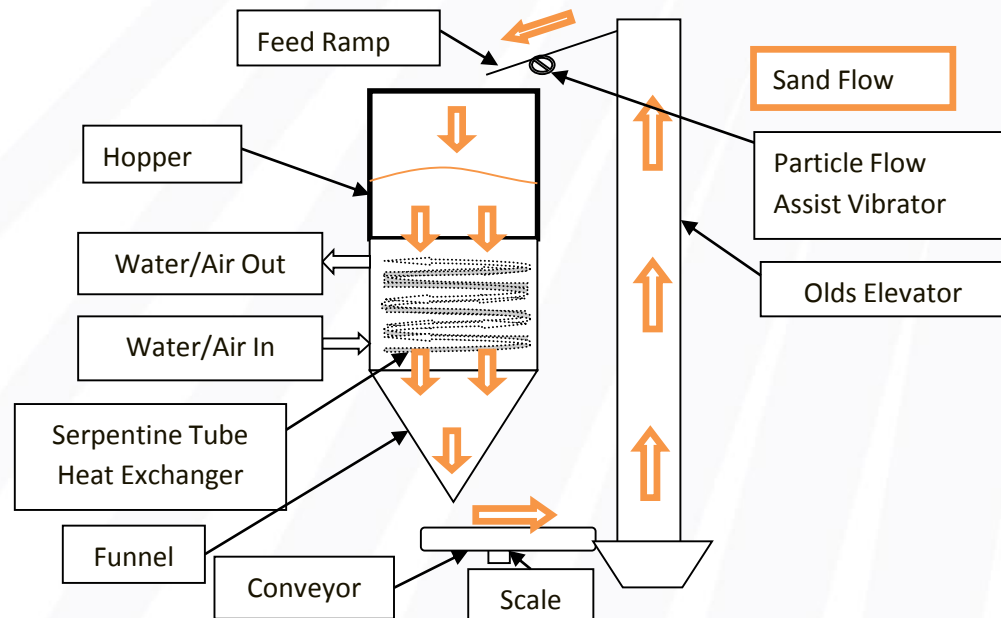 Feed Ramp
Sand Flow
Hopper
Particle Flow
Assist Vibrator
Water/Air Out
Olds Elevator
Water/Air In
Serpentine Tube
Heat Exchanger
Funnel
Conveyor
Scale